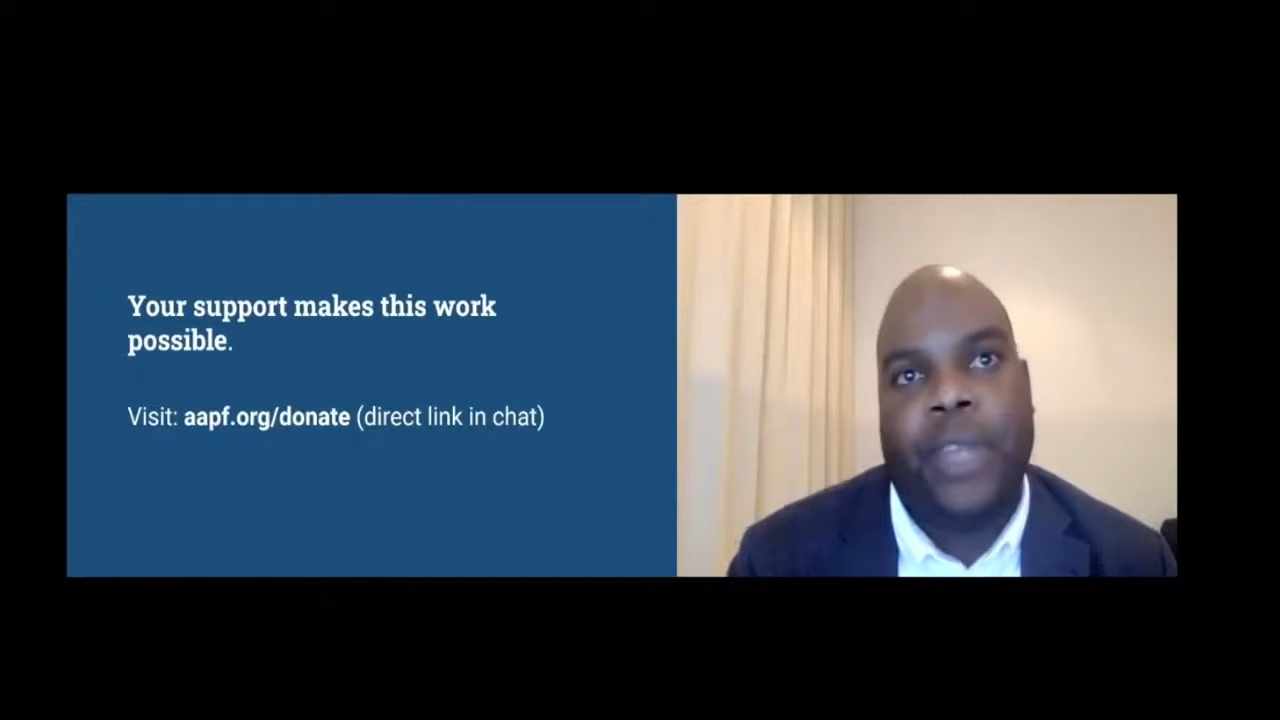 Your support makes this work
possible.
Visit: aapf.org/donate (direct link in chat)